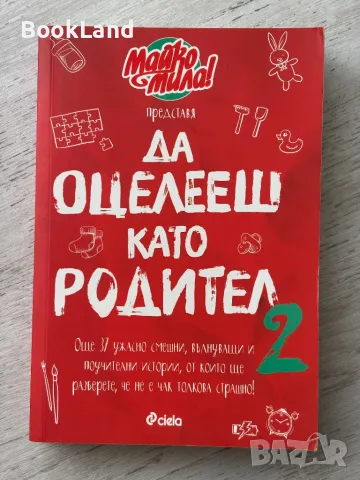 BookLand
Майко
Мила!
представя
ДА
ОЦЕЛЕЕШ
КАТО
РОДИТЕЛ
2
Още 37 ужасно смешни, вълнуващи и
поучителни истории, от които ще
разберете, че не е чак толкова страшно!
ciela
BAZAR